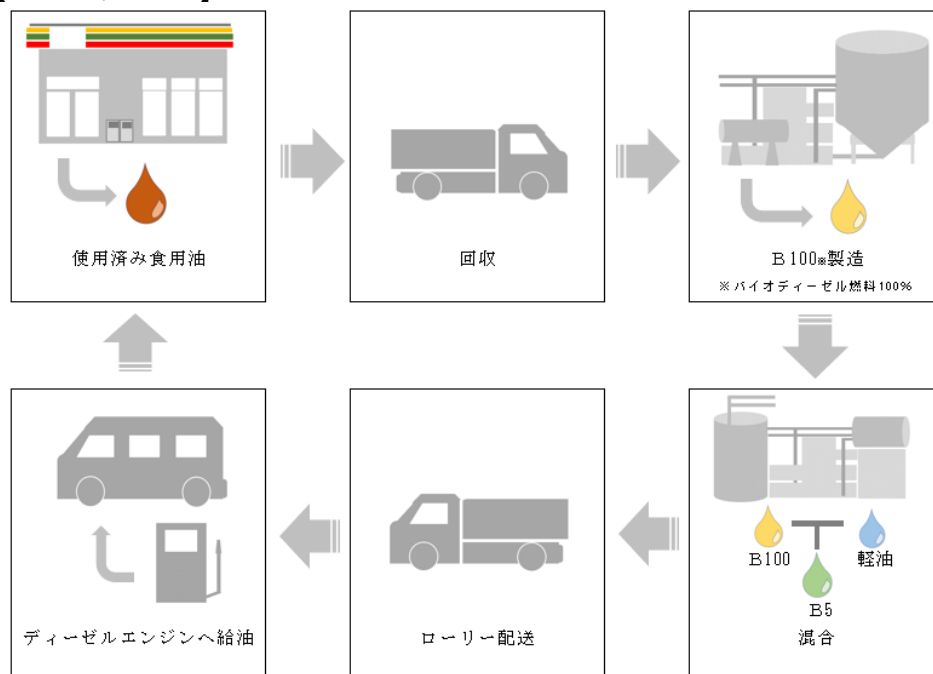 使用済み食用油
回収
B100※製造
※バイオディーゼル燃料100%
B100
軽油
B5
ディーゼルエンジンへ給油
ローリー配送
混合